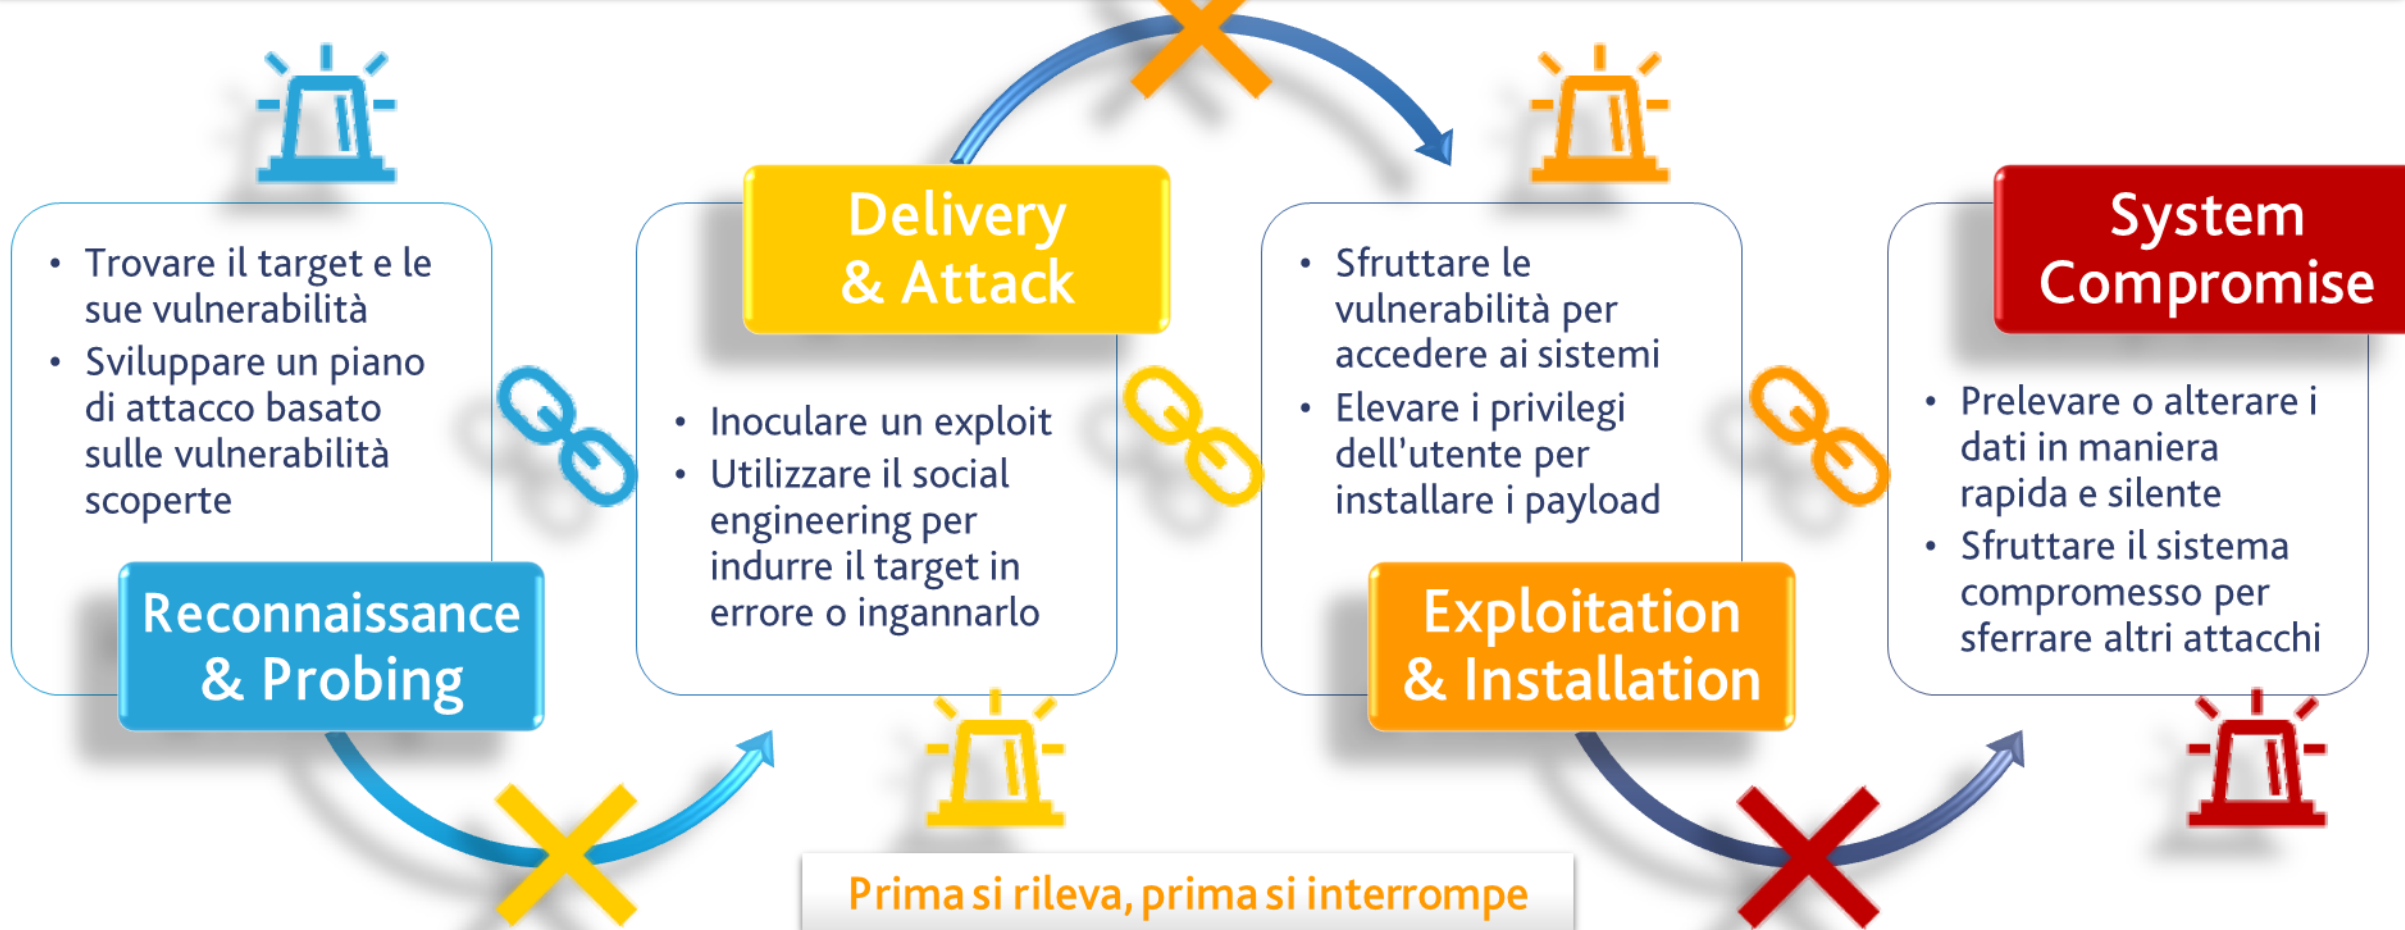 • Trovare il target e le
sue vulnerabilità
• Sviluppare un piano
di attacco basato
sulle vulnerabilità
scoperte
Reconnaissance
& Probing
Delivery
& Attack
• Inoculare un exploit
• Utilizzare il social
engineering per
indurre il target in
errore o ingannarlo
• Sfruttare le
vulnerabilità per
accedere ai sistemi
• Elevare i privilegi
dell'utente per
installare i payload
Exploitation
& Installation
System
Compromise
• Prelevare o alterare i
dati in maniera
rapida e silente
• Sfruttare il sistema
compromesso per
sferrare altri attacchi
Prima si rileva, prima si interrompe